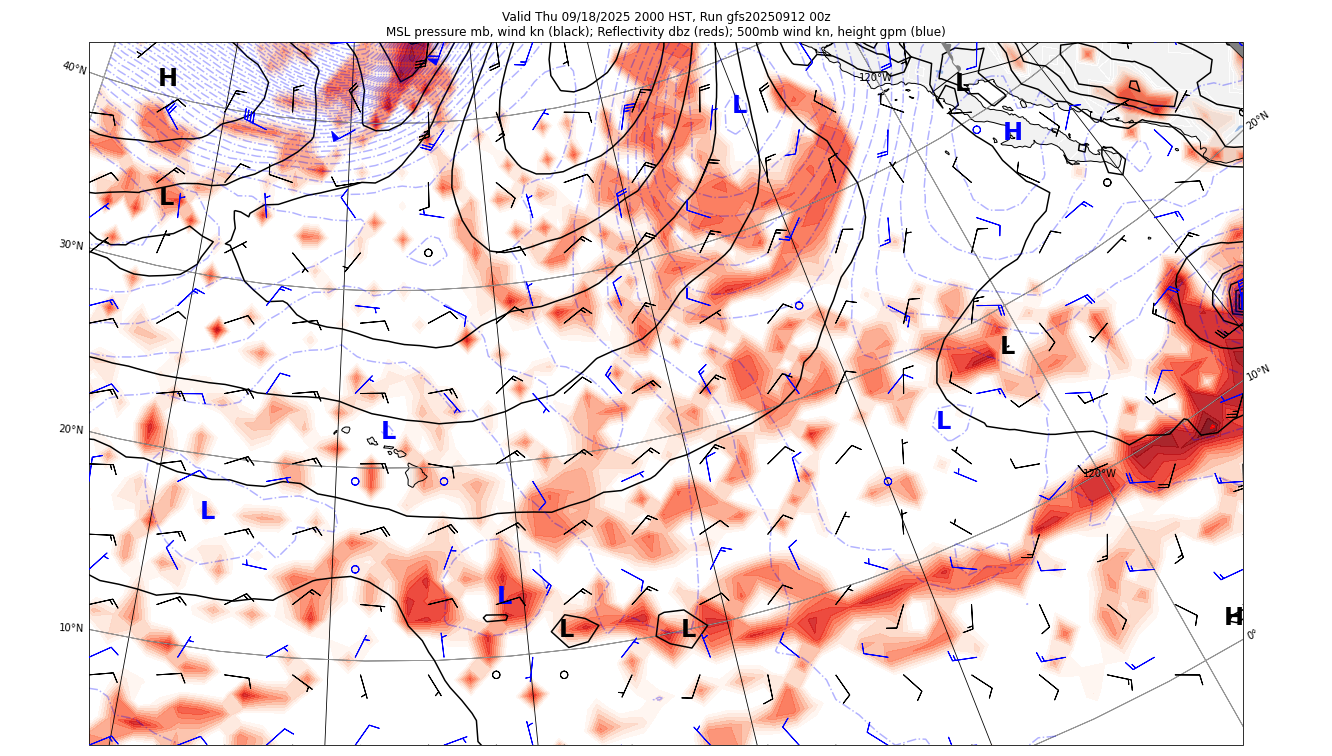 Valid Thu 09/18/2025 2000 HST, Run gfs20250912 00z
MSL pressure mb, wind kn (black); Reflectivity dbz (reds); 500mb wind kn, height gpm (blue)
40°N
H
120°W
L
L
20°N
H
L
30°N
L
10°N
20°N
L
L
120°W
L
L
10°N
L
L
H
0°